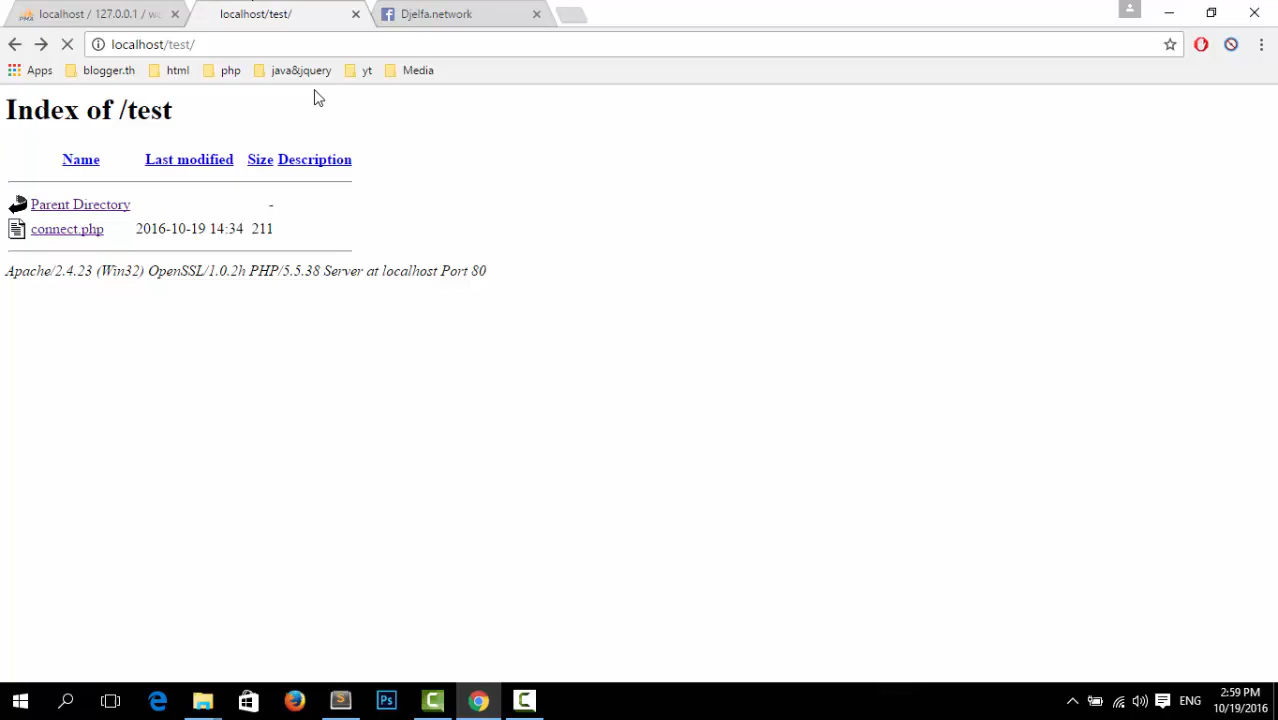 localhost / 127.0.0.1 / wa
localhost/test/
Djelfa.network
localhost/test/
Apps
blogger.th
html
php
java&jquery
yt
Media
Index of /test
Name Last modified Size Description
Parent Directory -
connect.php 2016-10-19 14:34 211
Apache/2.4.23 (Win32) OpenSSL/1.0.2h PHP/5.5.38 Server at localhost Port 80
ENG
2:59 PM
10/19/2016